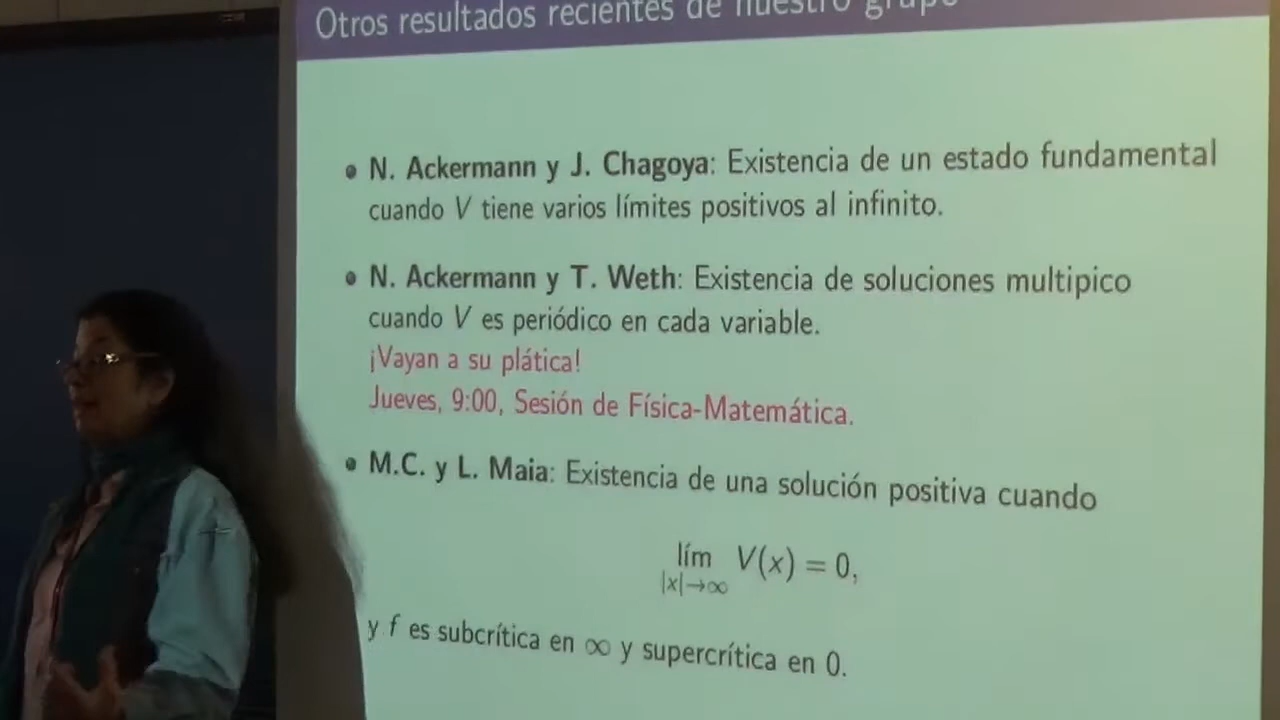 Otros resultados recientes de nuestro grupo
• N. Ackermann y J. Chagoya: Existencia de un estado fundamental
cuando V tiene varios límites positivos al infinito.
• N. Ackermann y T. Weth: Existencia de soluciones multipico
cuando V es periódico en cada variable.
¡Vayan a su plática!
Jueves, 9:00, Sesión de Física-Matemática.
• M.C. y L. Maia: Existencia de una solución positiva cuando
lím V(x) = 0,
|x|→∞
y f es subcrítica en ∞ y supercrítica en 0.